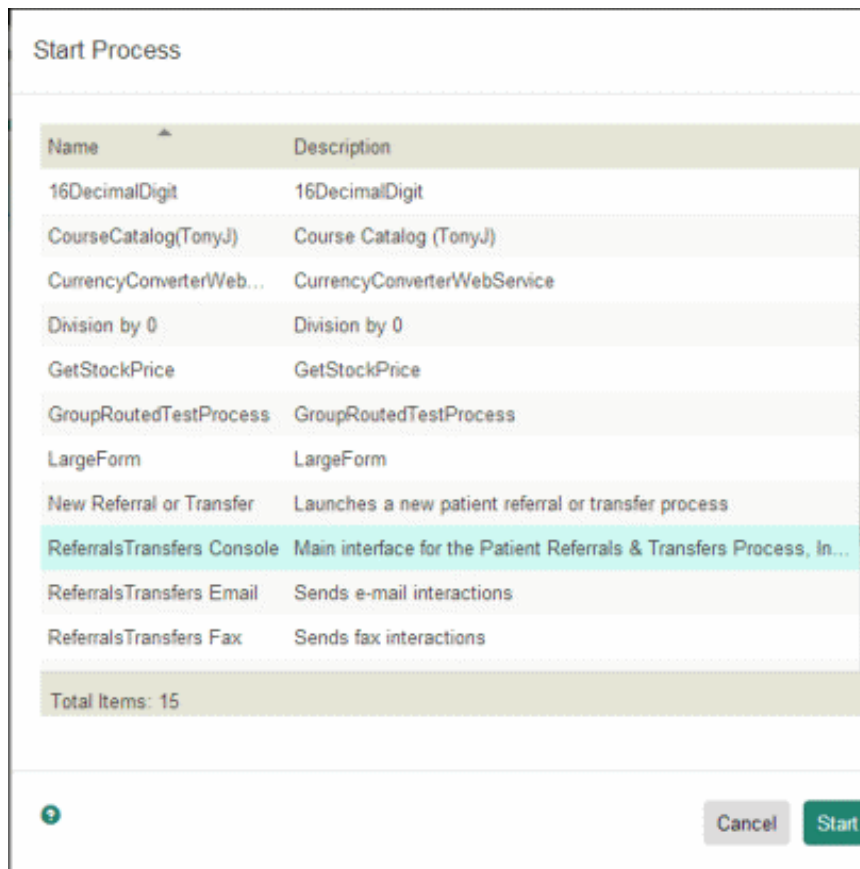 Start Process
Name Description
16DecimalDigit 16DecimalDigit
CourseCatalog(TonyJ) Course Catalog (TonyJ)
CurrencyConverterWeb... CurrencyConverterWebService
Division by 0 Division by 0
GetStockPrice GetStockPrice
GroupRoutedTestProcess GroupRoutedTestProcess
LargeForm LargeForm
New Referral or Transfer Launches a new patient referral or transfer process
ReferralsTransfers Console Main interface for the Patient Referrals & Transfers Process, In...
ReferralsTransfers Email Sends e-mail interactions
ReferralsTransfers Fax Sends fax interactions
Total Items: 15
? Cancel Start